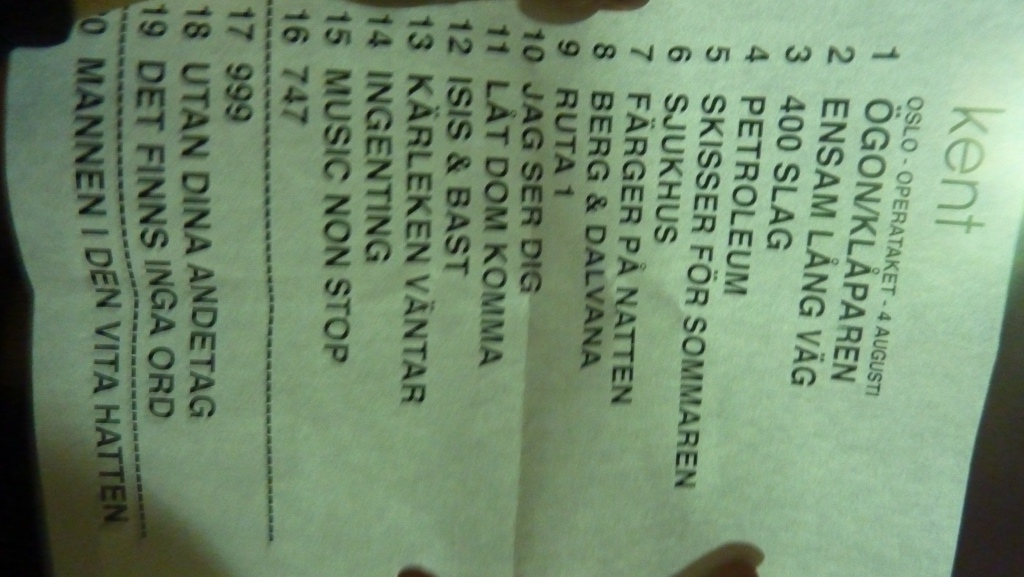 kent
OSLO - OPERATAKET - 4 AUGUSTI
1 ÖGON/KLÅPAREN
2 ENSAM LÅNG VÄG
3 400 SLAG
4 PETROLEUM
5 SKISSER FÖR SOMMAREN
6 SJUKHUS
7 FÄRGER PÅ NATTEN
8 BERG & DALVANA
9 RUTA 1
10 JAG SER DIG
11 LÅT DOM KOMMA
12 ISIS & BAST
13 KÄRLEKEN VÄNTAR
14 INGENTING
15 MUSIC NON STOP
16 747
17 999
18 UTAN DINA ANDETAG
19 DET FINNS INGA ORD
0 MANNEN I DEN VITA HATTEN